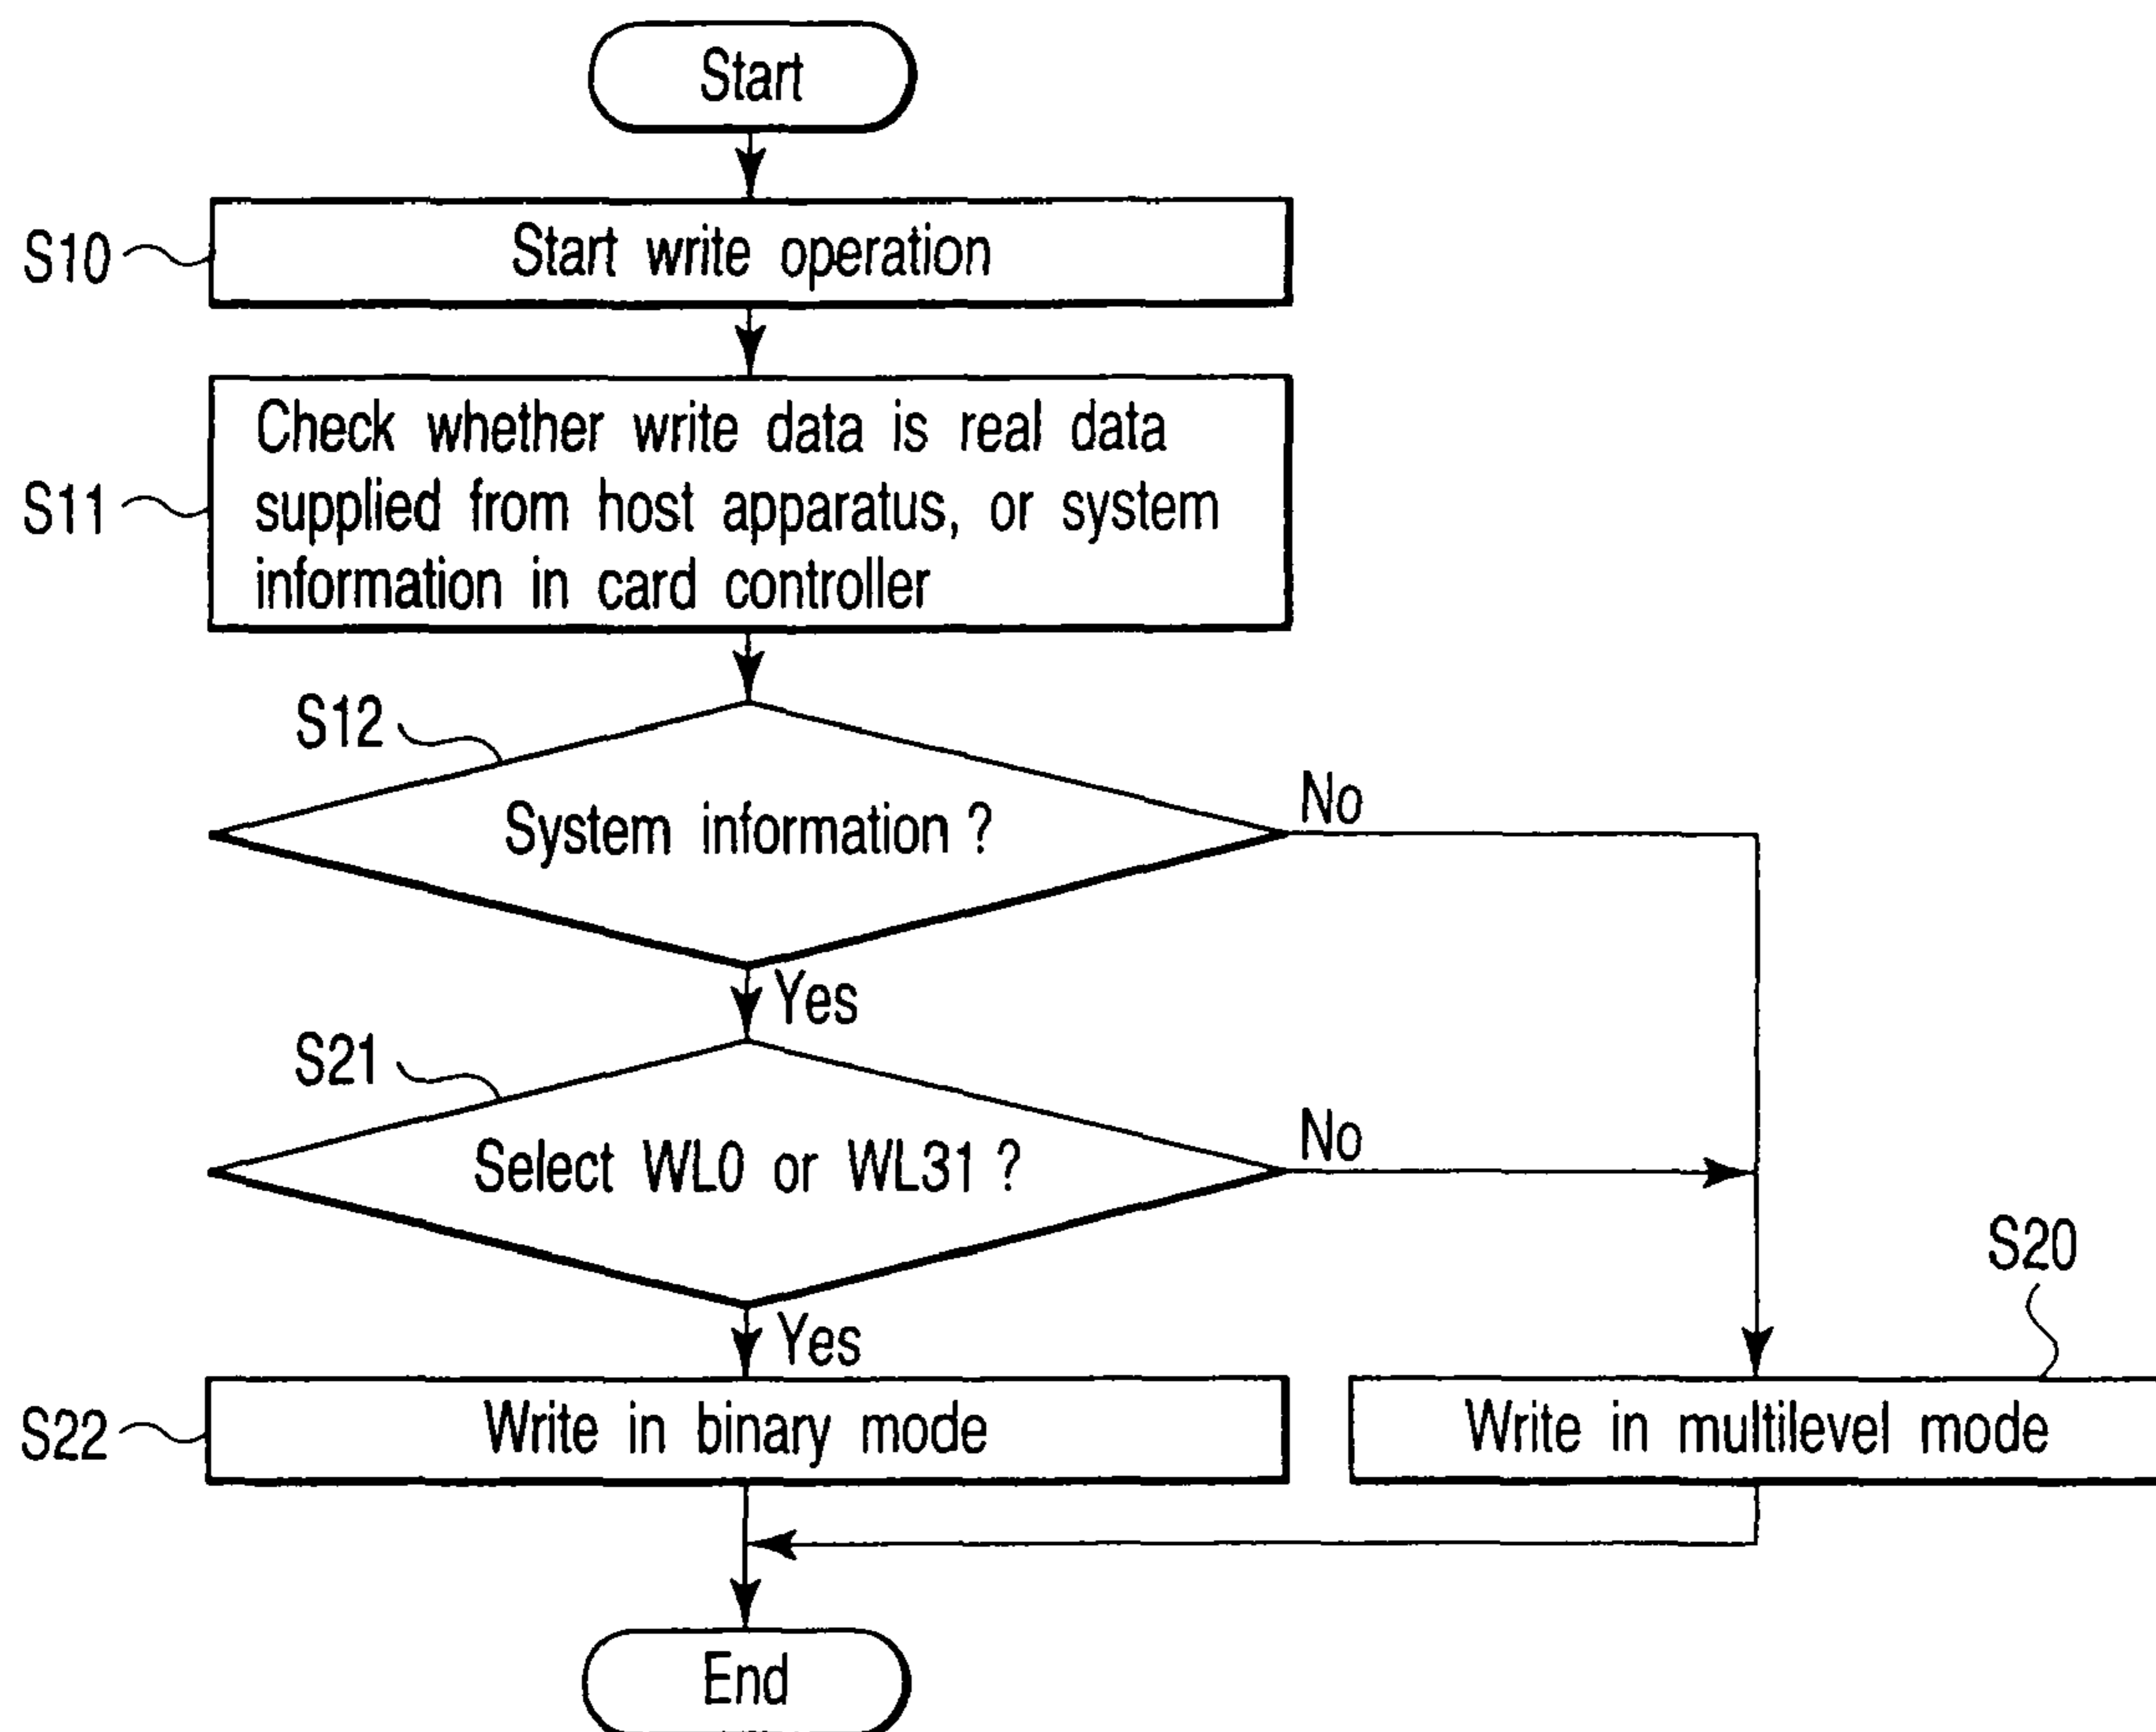 Start
S10
Start write operation
S11
Check whether write data is real data
supplied from host apparatus, or system
information in card controller
S12
System information ?
No
Yes
S21
Select WL0 or WL31 ?
No
Yes
S20
S22
Write in binary mode
Write in multilevel mode
End